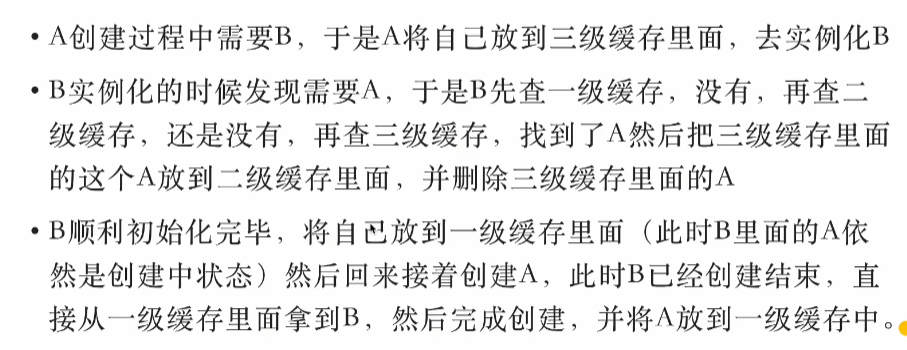 • A创建过程中需要B，于是A将自己放到三级缓存里面，去实例化B
• B实例化的时候发现需要A，于是B先查一级缓存，没有，再查二
级缓存，还是没有，再查三级缓存，找到了A然后把三级缓存里面
的这个A放到二级缓存里面，并删除三级缓存里面的A
• B顺利初始化完毕，将自己放到一级缓存里面（此时B里面的A依
然是创建中状态）然后回来接着创建A，此时B已经创建结束，直
接从一级缓存里面拿到B，然后完成创建，并将A放到一级缓存中。